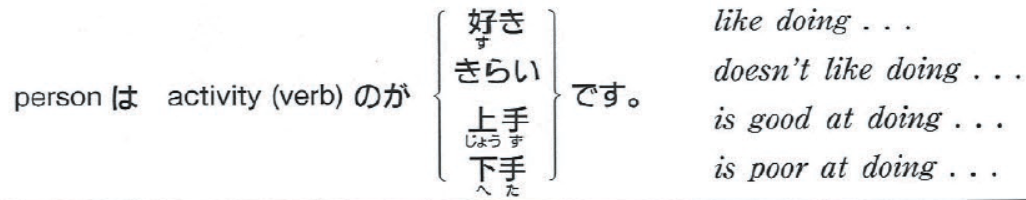 好き like doing . . .
す
きらい doesn't like doing . . .
person は activity (verb) のが です。
上手 is good at doing . . .
じょう ず
下手 is poor at doing . . .
へ た